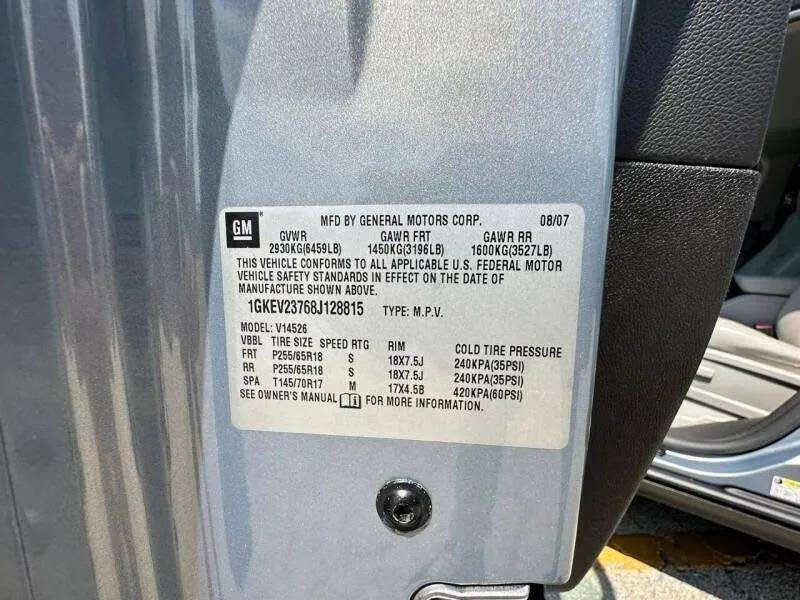 GM ® MFD BY GENERAL MOTORS CORP. 08/07
GVWR GAWR FRT GAWR RR
2930KG(6459LB) 1450KG(3196LB) 1600KG(3527LB)
THIS VEHICLE CONFORMS TO ALL APPLICABLE U.S. FEDERAL MOTOR
VEHICLE SAFETY STANDARDS IN EFFECT ON THE DATE OF
MANUFACTURE SHOWN ABOVE.
1GKEV23768J128815 TYPE: M.P.V.
MODEL: V14526
VBBL TIRE SIZE SPEED RTG RIM COLD TIRE PRESSURE
FRT P255/65R18 S 18X7.5J 240KPA(35PSI)
RR P255/65R18 S 18X7.5J 240KPA(35PSI)
SPA T145/70R17 M 17X4.5B 420KPA(60PSI)
SEE OWNER'S MANUAL FOR MORE INFORMATION.